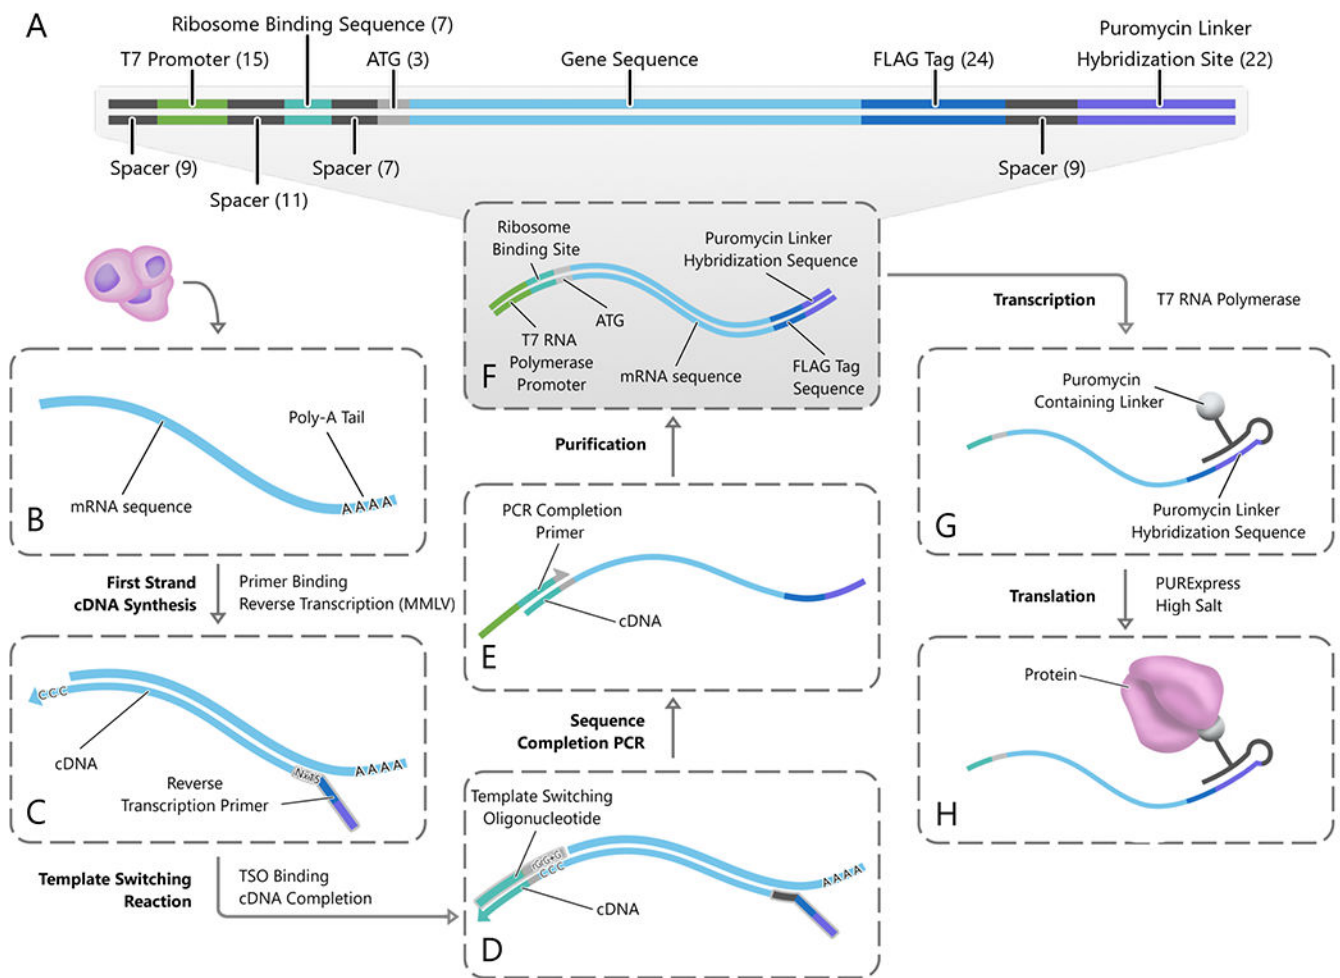 A
Ribosome Binding Sequence (7)
T7 Promoter (15)
ATG (3)
Gene Sequence
FLAG Tag (24)
Puromycin Linker
Hybridization Site (22)
Spacer (9)
Spacer (11)
Spacer (7)
Spacer (9)
Poly-A Tail
mRNA sequence
AAAA
B
First Strand
cDNA Synthesis
Primer Binding
Reverse Transcription (MMLV)
CCC
cDNA
Reverse
Transcription Primer
N×15
AAAA
C
Template Switching
Reaction
TSO Binding
cDNA Completion
Template Switching
Oligonucleotide
rGrG+G
CCC
cDNA
AAAA
D
Sequence
Completion PCR
PCR Completion
Primer
cDNA
E
Purification
Ribosome
Binding Site
ATG
T7 RNA
Polymerase
Promoter
mRNA sequence
Puromycin Linker
Hybridization Sequence
FLAG Tag
Sequence
F
Transcription
T7 RNA Polymerase
Puromycin
Containing Linker
Puromycin Linker
Hybridization Sequence
G
Translation
PURExpress
High Salt
Protein
H